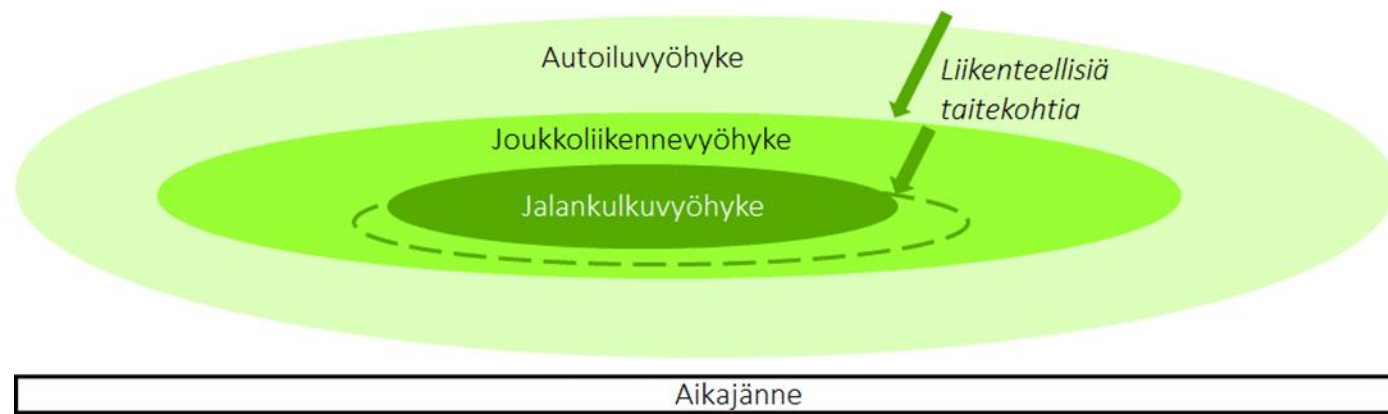 Autoiluvyöhyke
Liikenteellisiä
taitekohtia
Joukkoliikennevyöhyke
Jalankulkuvyöhyke
Aikajänne